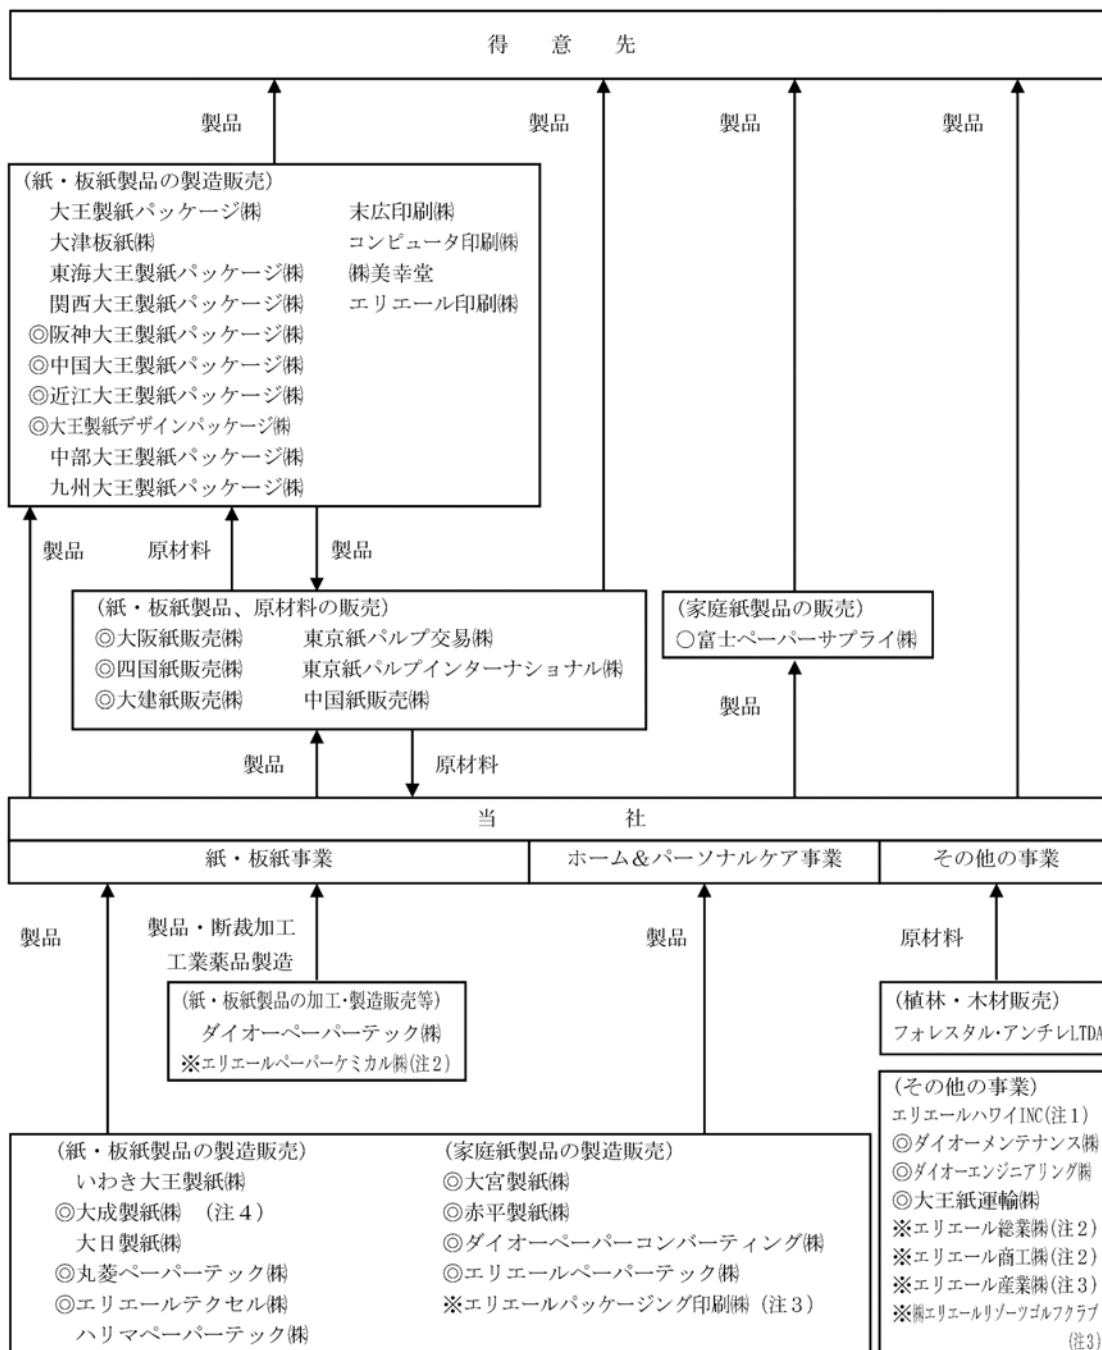 得　意　先
製品
製品
製品
製品
(紙・板紙製品の製造販売)
大王製紙パッケージ㈱
大津板紙㈱
東海大王製紙パッケージ㈱
関西大王製紙パッケージ㈱
◎阪神大王製紙パッケージ㈱
◎中国大王製紙パッケージ㈱
◎近江大王製紙パッケージ㈱
◎大王製紙デザインパッケージ㈱
中部大王製紙パッケージ㈱
九州大王製紙パッケージ㈱
末広印刷㈱
コンピュータ印刷㈱
㈱美幸堂
エリエール印刷㈱
製品
原材料
製品
(紙・板紙製品、原材料の販売)
◎大阪紙販売㈱
◎四国紙販売㈱
◎大建紙販売㈱
東京紙パルプ交易㈱
東京紙パルプインターナショナル㈱
中国紙販売㈱
(家庭紙製品の販売)
○富士ペーパーサプライ㈱
製品
製品
原材料
当　社
紙・板紙事業
ホーム＆パーソナルケア事業
その他の事業
製品
製品・断裁加工
工業薬品製造
製品
原材料
(紙・板紙製品の加工・製造販売等)
ダイオーペーパーテック㈱
※エリエールペーパーケミカル㈱(注２)
(植林・木材販売)
フォレスタル・アンチレLTDA
(紙・板紙製品の製造販売)
いわき大王製紙㈱
◎大成製紙㈱　(注４)
大日製紙㈱
◎丸菱ペーパーテック㈱
◎エリエールテクセル㈱
ハリマペーパーテック㈱
(家庭紙製品の製造販売)
◎大宮製紙㈱
◎赤平製紙㈱
◎ダイオーペーパーコンバーティング㈱
◎エリエールペーパーテック㈱
※エリエールパッケージング印刷㈱ (注３)
(その他の事業)
エリエールハワイINC(注１)
◎ダイオーメンテナンス㈱
◎ダイオーエンジニアリング㈱
◎大王紙運輸㈱
※エリエール総業㈱(注２)
※エリエール商工㈱(注２)
※エリエール産業㈱(注３)
※㈱エリエールリゾーツゴルフクラブ
(注３)